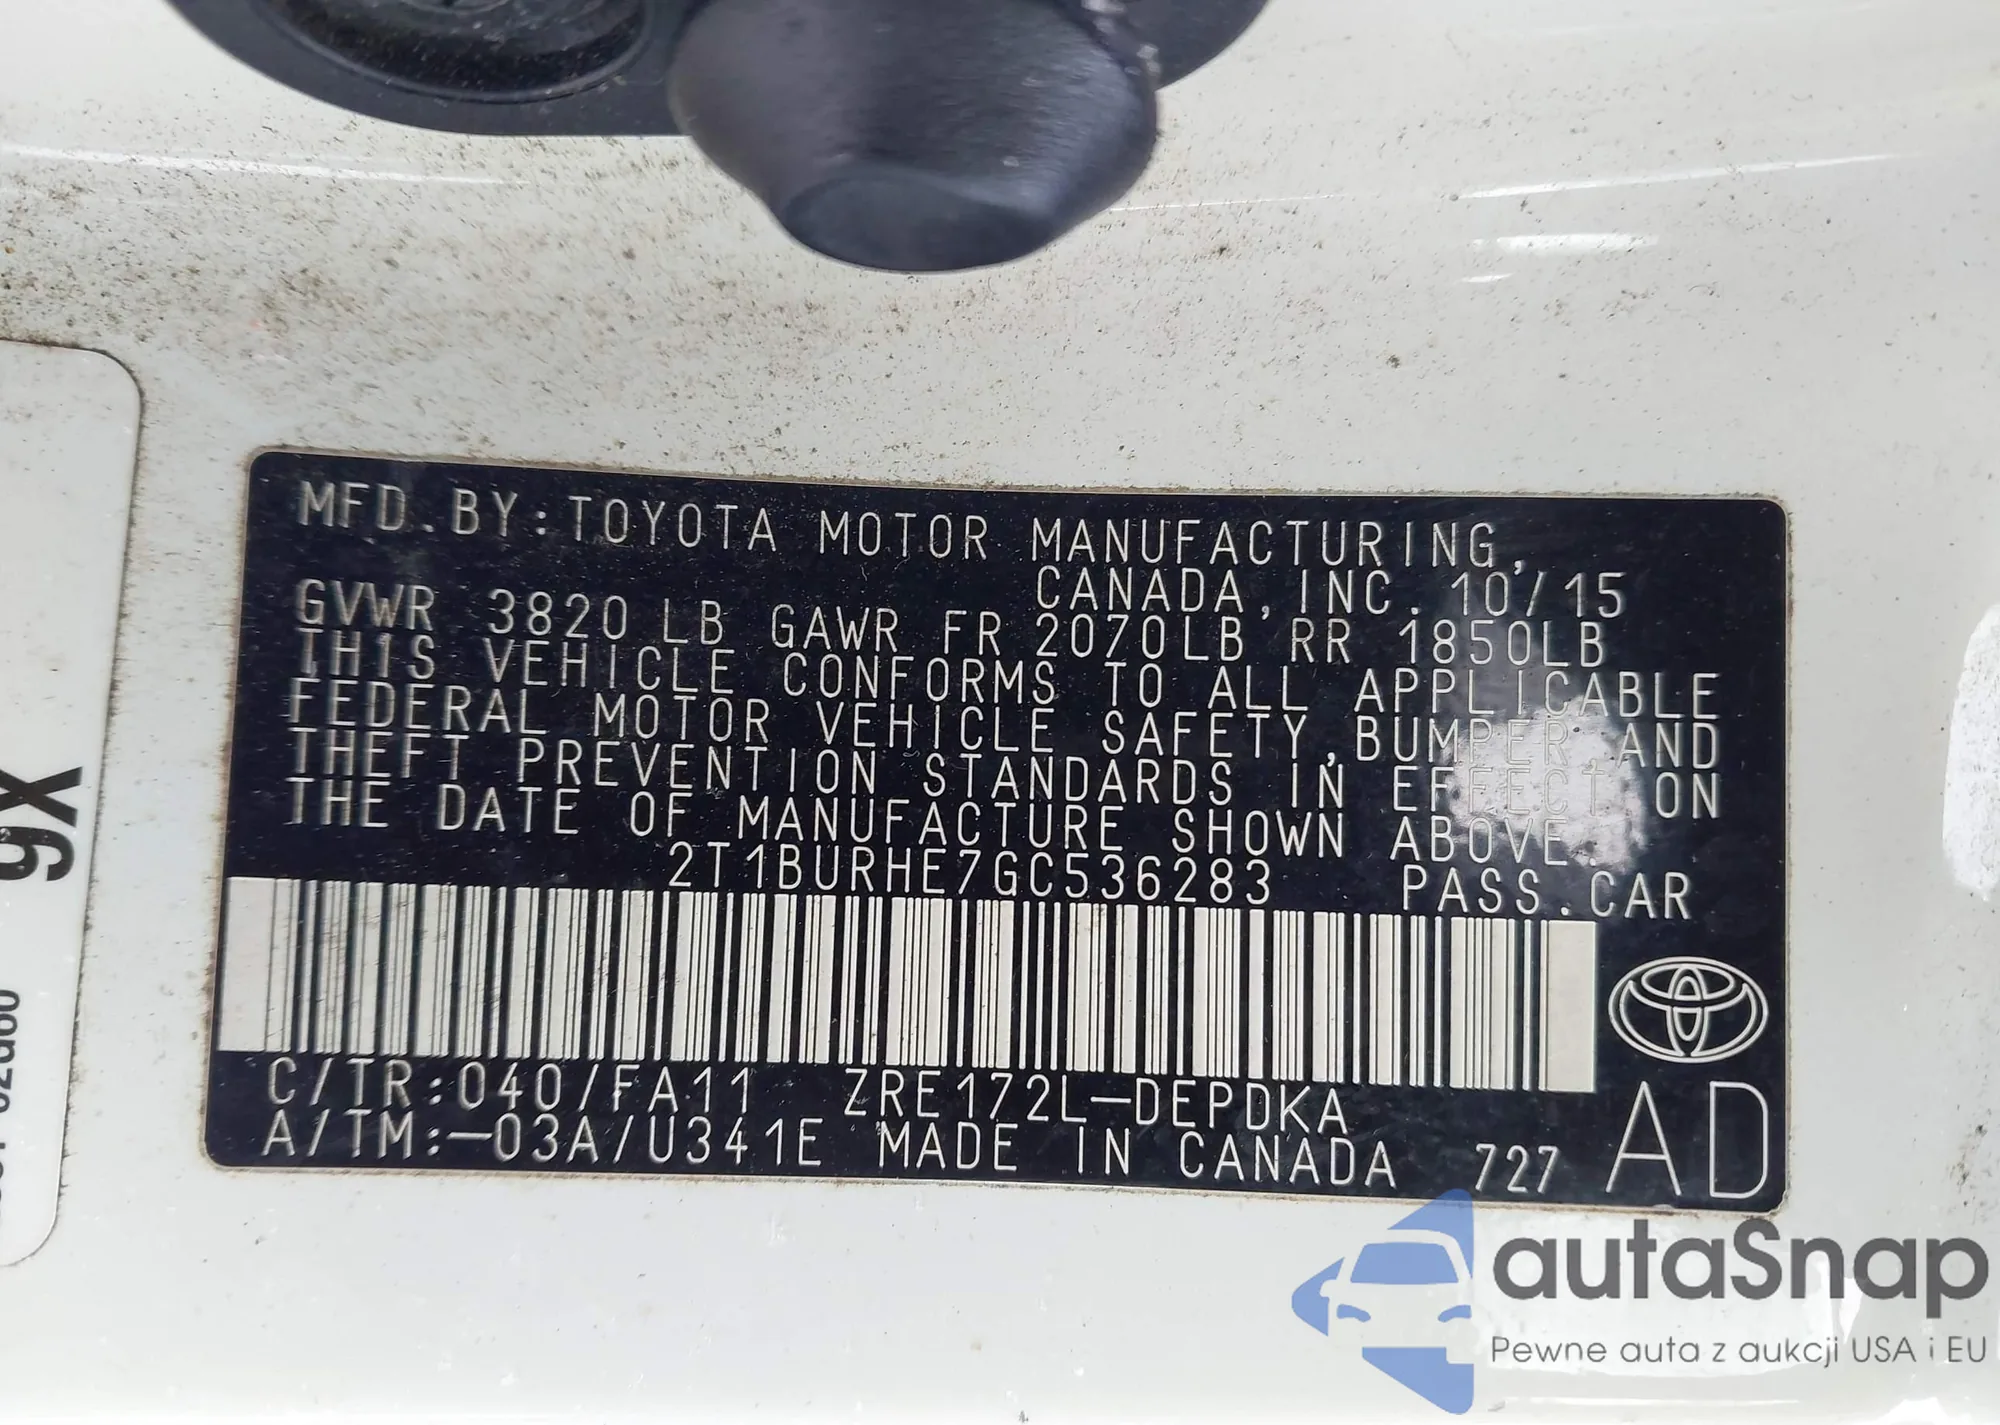 MFD.BY:TOYOTA MOTOR MANUFACTURING,
CANADA,INC. 10/15
GVWR 3820 LB GAWR FR 2070LB RR 1850LB
THIS VEHICLE CONFORMS TO ALL APPLICABLE
FEDERAL MOTOR VEHICLE SAFETY,BUMPER,AND
THEFT PREVENTION STANDARDS IN EFFECT ON
THE DATE OF MANUFACTURE SHOWN ABOVE.
2T1BURHE7GC536283 PASS.CAR
C/TR:040/FA11 ZRE172L-DEPDKA
A/TM:-03A/U341E MADE IN CANADA 727
AD
autaSnap
Pewne auta z aukcji USA i EU